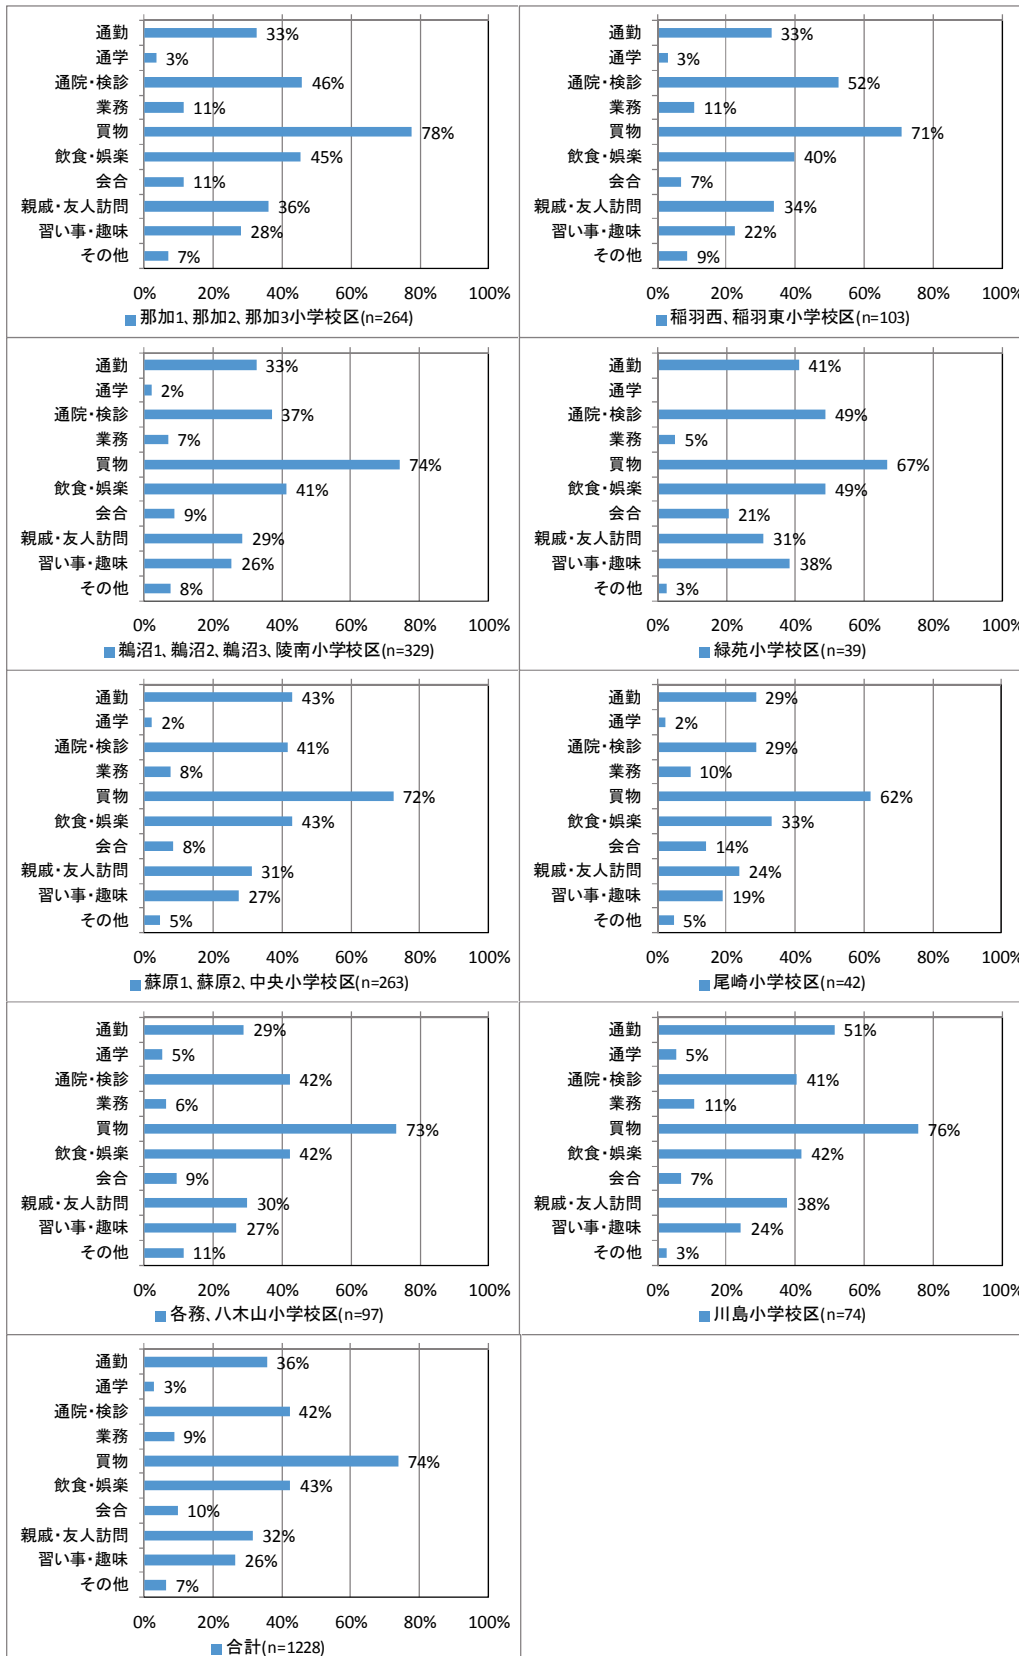 通勤 33%
通学 3%
通院・検診 46%
業務 11%
買物 78%
飲食・娯楽 45%
会合 11%
親戚・友人訪問 36%
習い事・趣味 28%
その他 7%
0% 20% 40% 60% 80% 100%
那加1、那加2、那加3小学校区(n=264)
通勤 33%
通学 3%
通院・検診 52%
業務 11%
買物 71%
飲食・娯楽 40%
会合 7%
親戚・友人訪問 34%
習い事・趣味 22%
その他 9%
0% 20% 40% 60% 80% 100%
稲羽西、稲羽東小学校区(n=103)
通勤 33%
通学 2%
通院・検診 37%
業務 7%
買物 74%
飲食・娯楽 41%
会合 9%
親戚・友人訪問 29%
習い事・趣味 26%
その他 8%
0% 20% 40% 60% 80% 100%
鵜沼1、鵜沼2、鵜沼3、陵南小学校区(n=329)
通勤 41%
通学
通院・検診 49%
業務 5%
買物 67%
飲食・娯楽 49%
会合 21%
親戚・友人訪問 31%
習い事・趣味 38%
その他 3%
0% 20% 40% 60% 80% 100%
緑苑小学校区(n=39)
通勤 43%
通学 2%
通院・検診 41%
業務 8%
買物 72%
飲食・娯楽 43%
会合 8%
親戚・友人訪問 31%
習い事・趣味 27%
その他 5%
0% 20% 40% 60% 80% 100%
蘇原1、蘇原2、中央小学校区(n=263)
通勤 29%
通学 2%
通院・検診 29%
業務 10%
買物 62%
飲食・娯楽 33%
会合 14%
親戚・友人訪問 24%
習い事・趣味 19%
その他 5%
0% 20% 40% 60% 80% 100%
尾崎小学校区(n=42)
通勤 29%
通学 5%
通院・検診 42%
業務 6%
買物 73%
飲食・娯楽 42%
会合 9%
親戚・友人訪問 30%
習い事・趣味 27%
その他 11%
0% 20% 40% 60% 80% 100%
各務、八木山小学校区(n=97)
通勤 51%
通学 5%
通院・検診 41%
業務 11%
買物 76%
飲食・娯楽 42%
会合 7%
親戚・友人訪問 38%
習い事・趣味 24%
その他 3%
0% 20% 40% 60% 80% 100%
川島小学校区(n=74)
通勤 36%
通学 3%
通院・検診 42%
業務 9%
買物 74%
飲食・娯楽 43%
会合 10%
親戚・友人訪問 32%
習い事・趣味 26%
その他 7%
0% 20% 40% 60% 80% 100%
合計(n=1228)